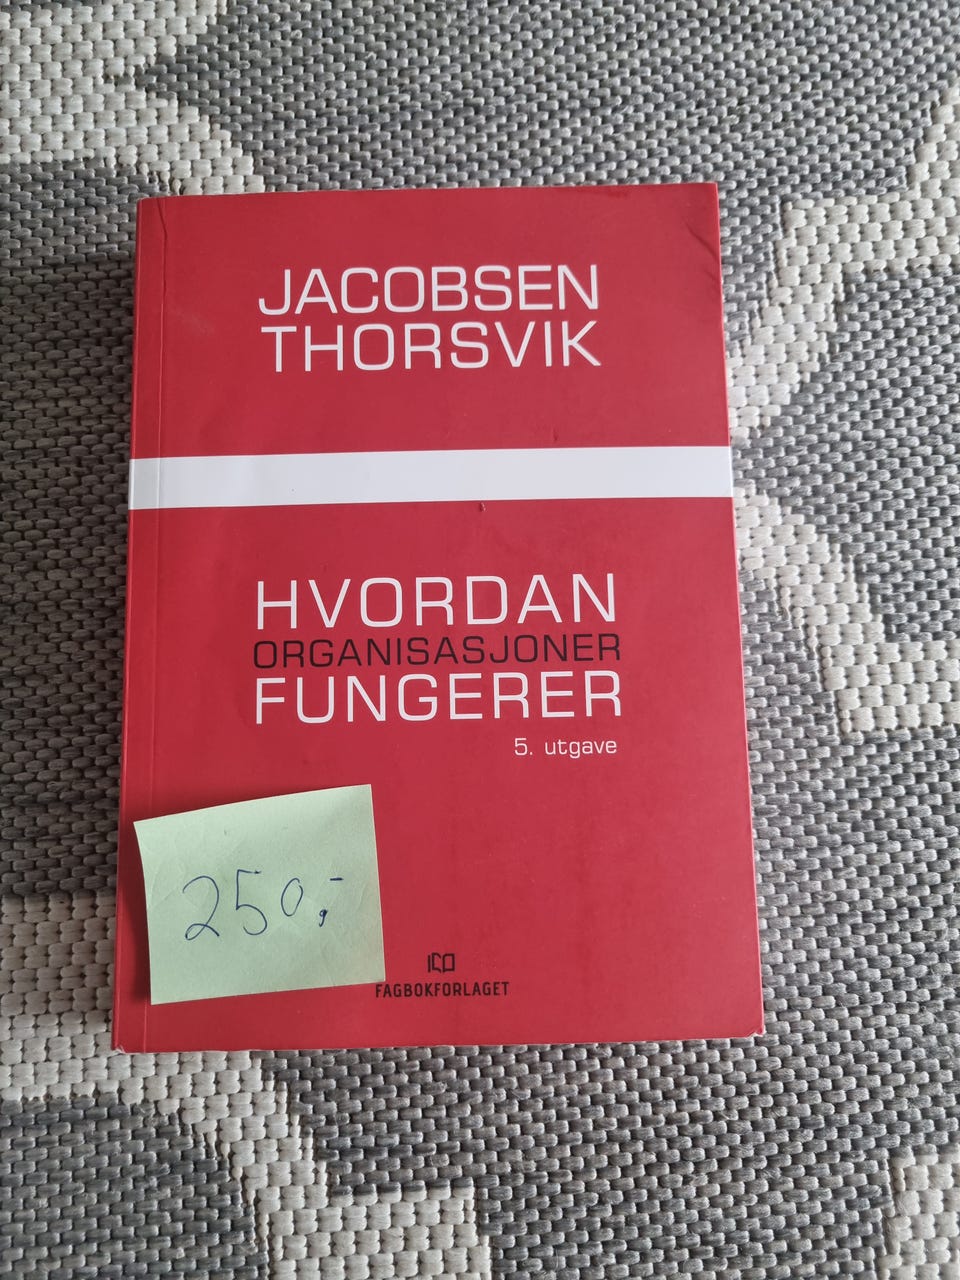 JACOBSEN
THORSVIK
HVORDAN
ORGANISASJONER
FUNGERER
5. utgave
250,-
FAGBOKFORLAGET